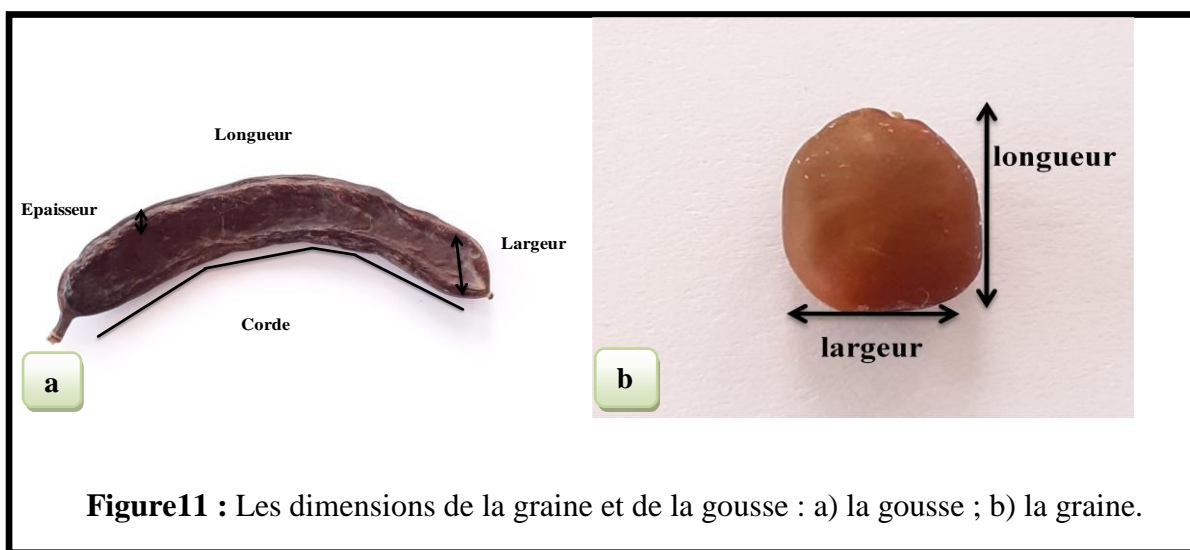 Longueur
Epaisseur
Largeur
Corde
a
longueur
largeur
b
Figure11 : Les dimensions de la graine et de la gousse : a) la gousse ; b) la graine.